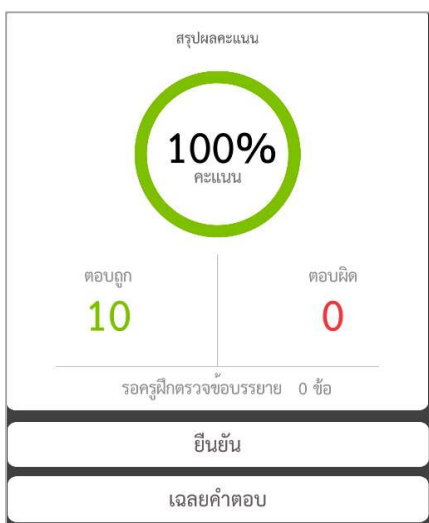 สรุปผลคะแนน
100%
คะแนน
ตอบถูก ตอบผิด
10 0
รอครูฝึกตรวจข้อบรรยาย 0 ข้อ
ยืนยัน
เฉลยคำตอบ